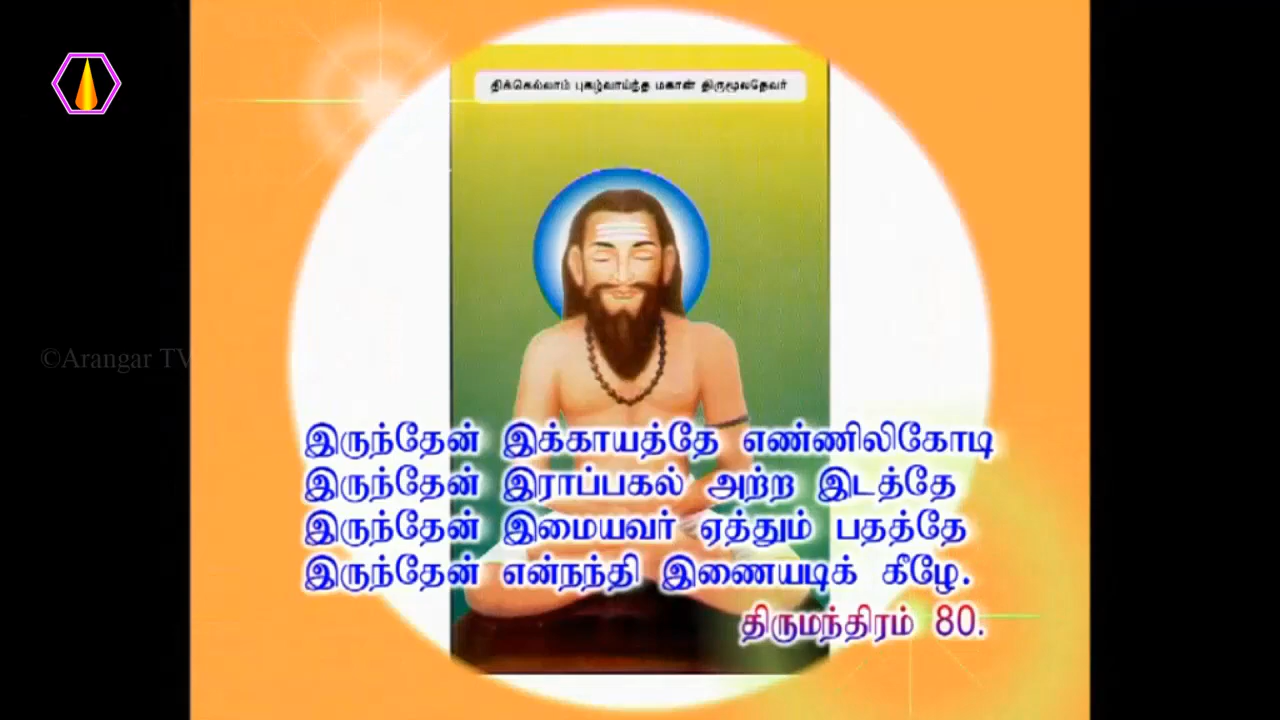 திக்கெல்லாம் புகழ்வாய்ந்த மகான் திருமூலதேவர்
©Arangar TV
இருந்தேன் இக்காயத்தே எண்ணிலிகோடி
இருந்தேன் இராப்பகல் அற்ற இடத்தே
இருந்தேன் இமையவர் ஏத்தும் பதத்தே
இருந்தேன் என்நந்தி இணையடிக் கீழே.
திருமந்திரம் 80.